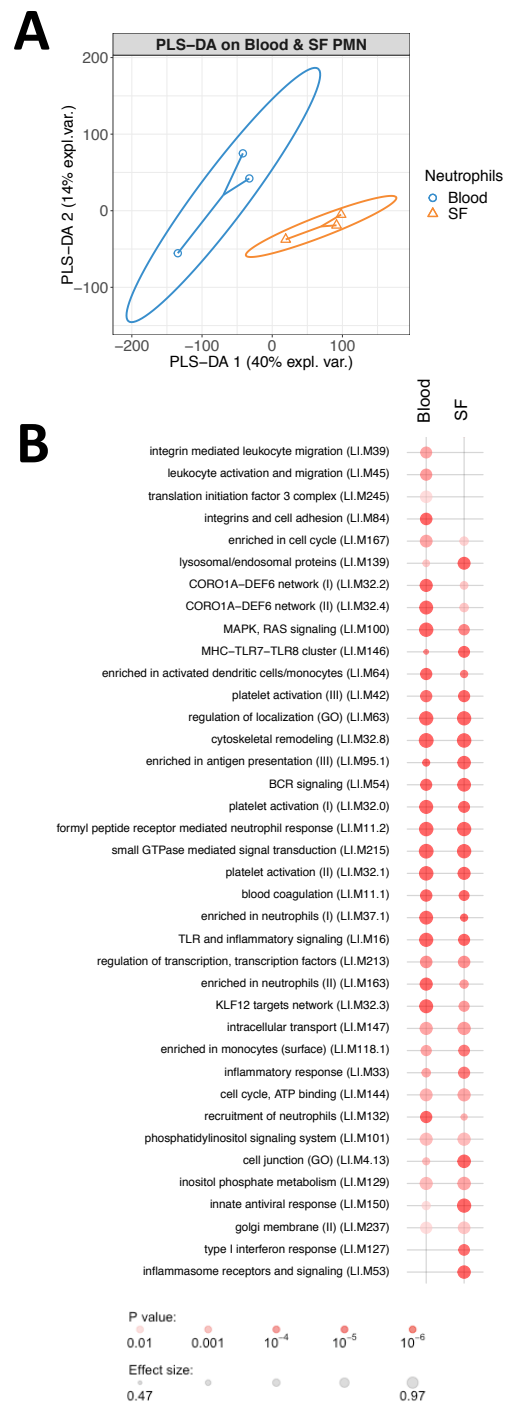 A
PLS−DA on Blood & SF PMN
200
100
0
−100
PLS−DA 2 (14% expl.var.)
−200
−100
0
100
PLS−DA 1 (40% expl. var.)
Neutrophils
Blood
SF
B
Blood
SF
integrin mediated leukocyte migration (LI.M39)
leukocyte activation and migration (LI.M45)
translation initiation factor 3 complex (LI.M245)
integrins and cell adhesion (LI.M84)
enriched in cell cycle (LI.M167)
lysosomal/endosomal proteins (LI.M139)
CORO1A−DEF6 network (I) (LI.M32.2)
CORO1A−DEF6 network (II) (LI.M32.4)
MAPK, RAS signaling (LI.M100)
MHC−TLR7−TLR8 cluster (LI.M146)
enriched in activated dendritic cells/monocytes (LI.M64)
platelet activation (III) (LI.M42)
regulation of localization (GO) (LI.M63)
cytoskeletal remodeling (LI.M32.8)
enriched in antigen presentation (III) (LI.M95.1)
BCR signaling (LI.M54)
platelet activation (I) (LI.M32.0)
formyl peptide receptor mediated neutrophil response (LI.M11.2)
small GTPase mediated signal transduction (LI.M215)
platelet activation (II) (LI.M32.1)
blood coagulation (LI.M11.1)
enriched in neutrophils (I) (LI.M37.1)
TLR and inflammatory signaling (LI.M16)
regulation of transcription, transcription factors (LI.M213)
enriched in neutrophils (II) (LI.M163)
KLF12 targets network (LI.M32.3)
intracellular transport (LI.M147)
enriched in monocytes (surface) (LI.M118.1)
inflammatory response (LI.M33)
cell cycle, ATP binding (LI.M144)
recruitment of neutrophils (LI.M132)
phosphatidylinositol signaling system (LI.M101)
cell junction (GO) (LI.M4.13)
inositol phosphate metabolism (LI.M129)
innate antiviral response (LI.M150)
golgi membrane (II) (LI.M237)
type I interferon response (LI.M127)
inflammasome receptors and signaling (LI.M53)
P value:
0.01 0.001 10⁻⁴ 10⁻⁵ 10⁻⁶
Effect size:
0.47 0.97